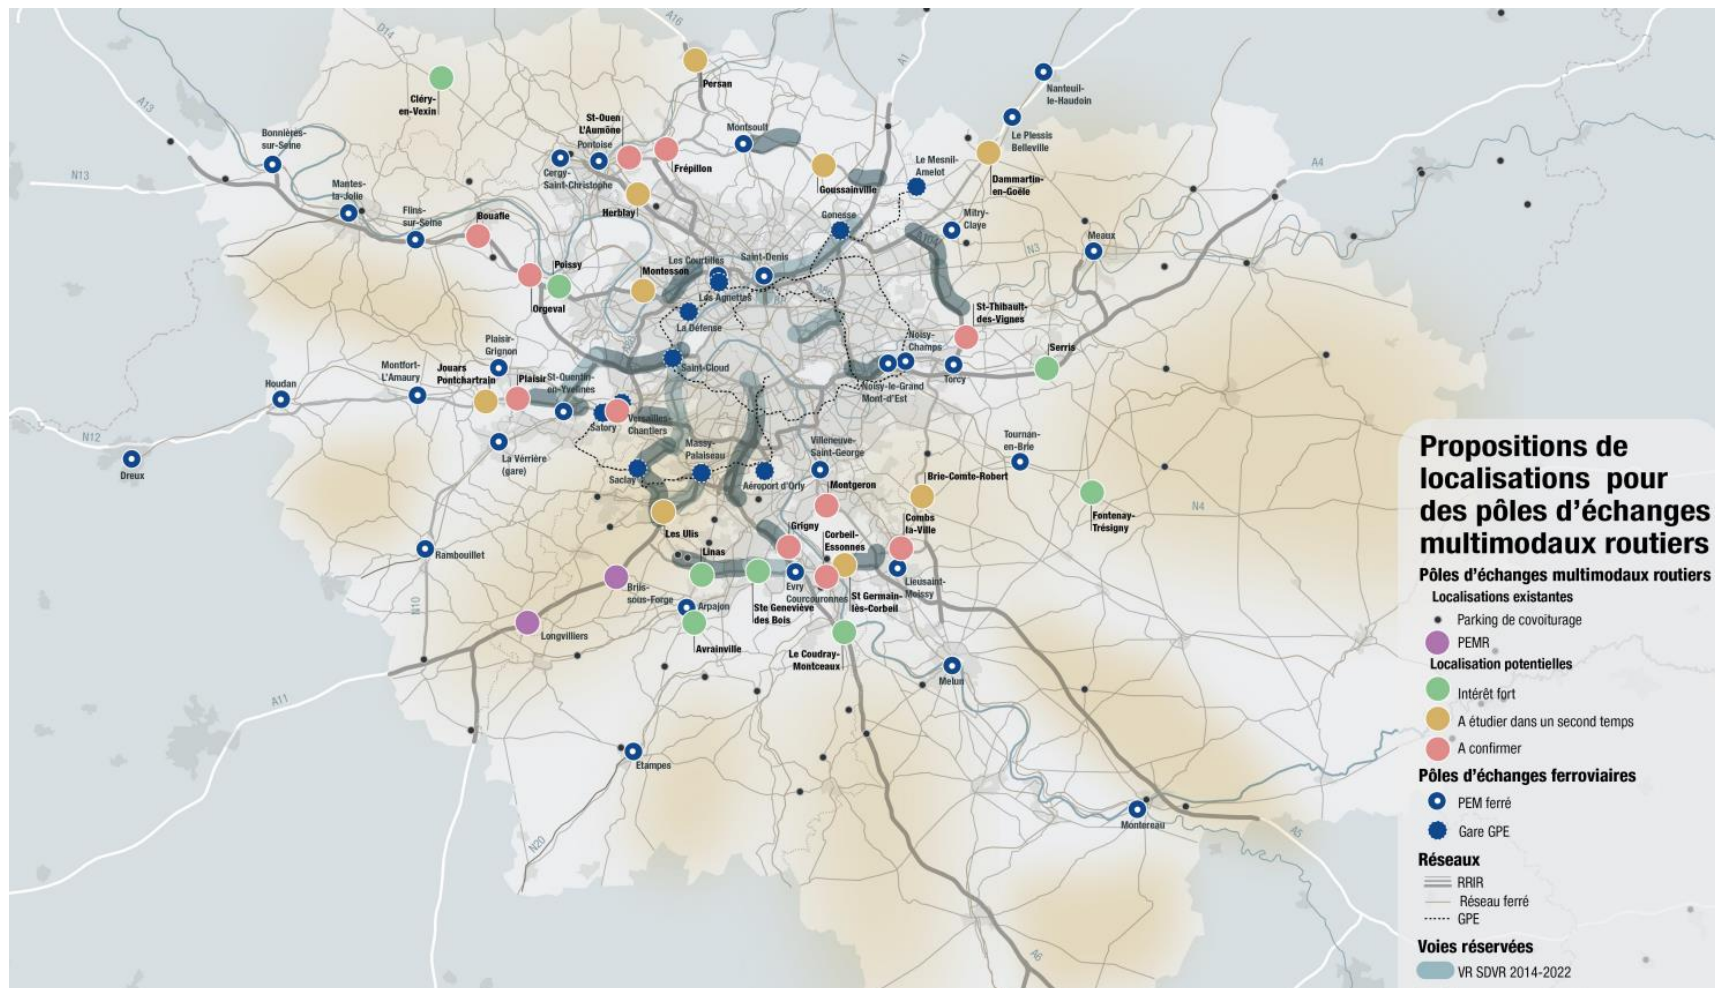 D14
A16
A1
Persan
Cléry-
en-Vexin
A13
Nanteuil-
le-Haudoin
St-Ouen
L'Aumône
Montsoult
Le Plessis
Belleville
Bonnières-
sur-Seine
Pontoise
Cergy-
Saint-Christophe
Frépillon
Le Mesnil-
Amelot
A4
N13
Goussainville
Dammartin-
en-Goële
Mantes-
la-Jolie
Herblay
Flins-
sur-Seine
Bouafle
Gonesse
Mitry-
Claye
Meaux
A104
N3
Poissy
Montesson
Les Courtilles
Saint-Denis
Orgeval
Les Agnettes
A86
La Défense
St-Thibault-
des-Vignes
Plaisir-
Grignon
Noisy-
Champs
Serris
Saint-Cloud
Houdan
Montfort-
L'Amaury
Jouars
Pontchartrain
Plaisir
St-Quentin-
en-Yvelines
Noisy-le-Grand
Mont-d'Est
Torcy
Satory
Versailles-
Chantiers
N12
Dreux
La Vérrière
(gare)
Massy-
Palaiseau
Villeneuve-
Saint-George
Tournan-
en-Brie
Saclay
Aéroport d'Orly
Montgeron
Brie-Comte-Robert
Fontenay-
Trésigny
N4
Les Ulis
Grigny
Corbeil-
Essonnes
Combs
la-Ville
Rambouillet
Linas
Briis-
sous-Forge
Arpajon
Evry
Courcouronnes
Lieusaint-
Moissy
N10
Ste Geneviève
des Bois
St Germain-
lès-Corbeil
Longvilliers
Avrainville
Le Coudray-
Montceaux
Melun
A11
Etampes
Montereau
A5
N20
A6
Propositions de
localisations pour
des pôles d'échanges
multimodaux routiers
Pôles d'échanges multimodaux routiers
Localisations existantes
Parking de covoiturage
PEMR
Localisation potentielles
Intérêt fort
A étudier dans un second temps
A confirmer
Pôles d'échanges ferroviaires
PEM ferré
Gare GPE
Réseaux
RRIR
Réseau ferré
GPE
Voies réservées
VR SDVR 2014-2022